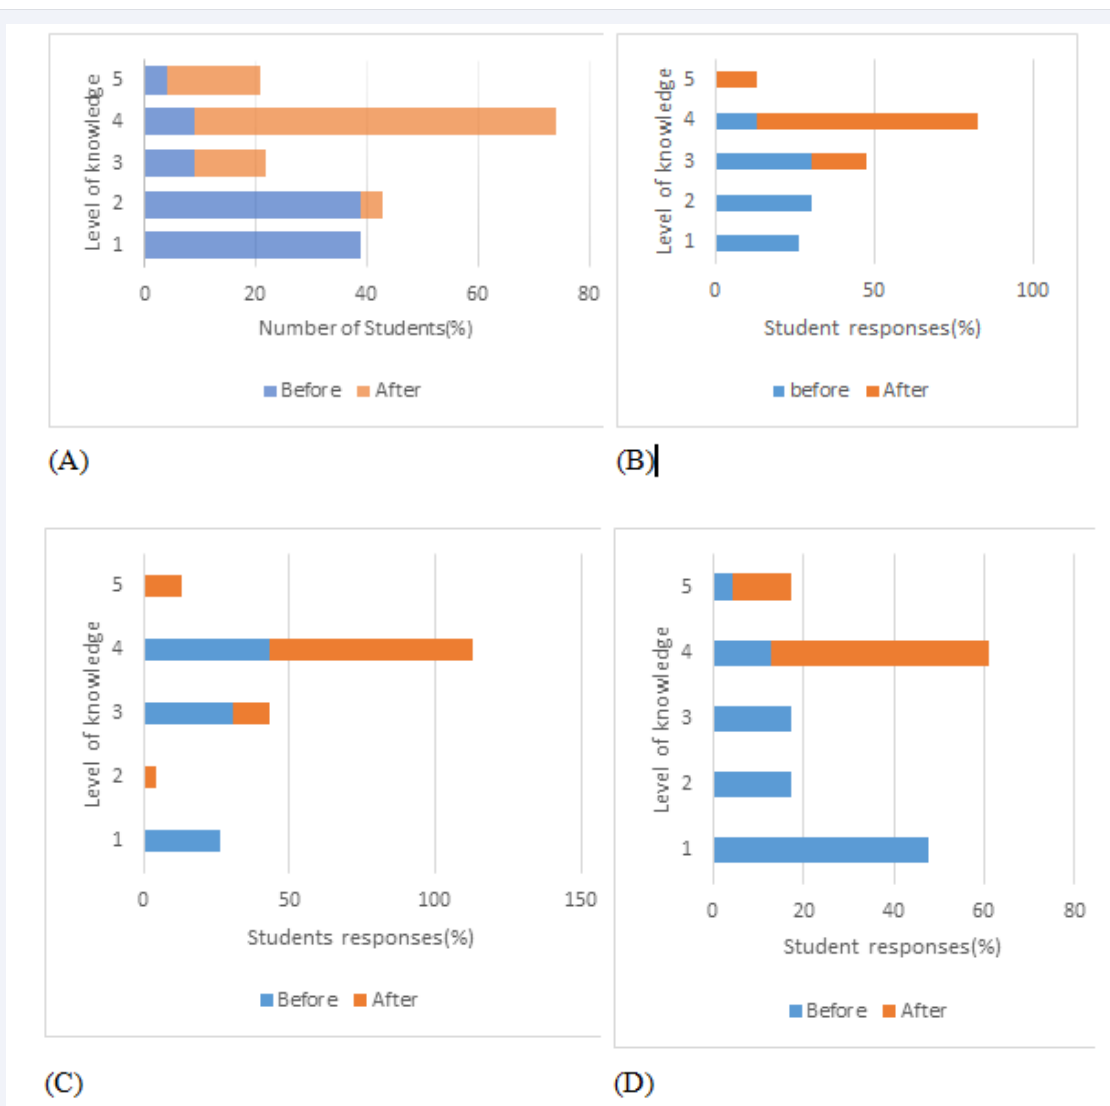 Level of knowledge
5
4
3
2
1
0 20 40 60 80
Number of Students(%)
Before After
(A)
Level of knowledge
5
4
3
2
1
0 50 100
Student responses(%)
before After
(B)
Level of knowledge
5
4
3
2
1
0 50 100 150
Students responses(%)
Before After
(C)
Level of knowledge
5
4
3
2
1
0 20 40 60 80
Student responses(%)
Before After
(D)